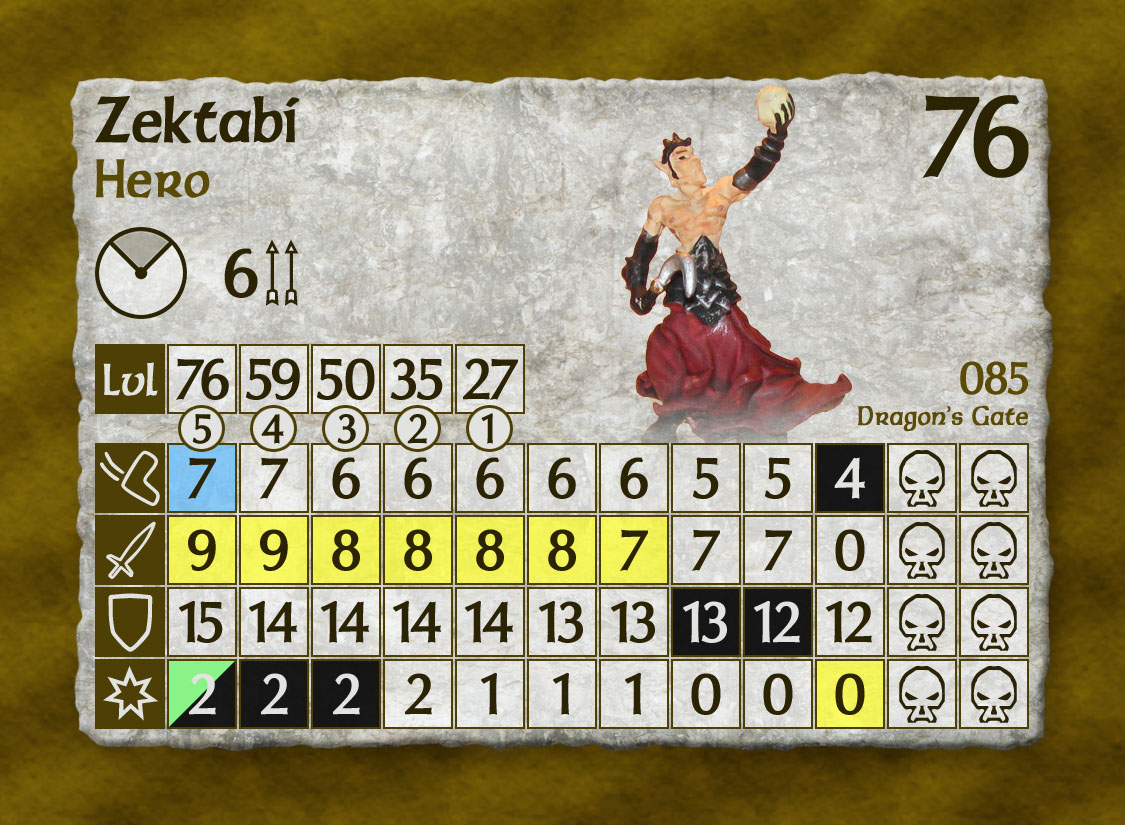 Zektabí
76
Hero
6
Lvl 76 59 50 35 27
085
Dragon's Gate
5 4 3 2 1
7 7 6 6 6 6 6 5 5 4
9 9 8 8 8 8 7 7 7 0
15 14 14 14 14 13 13 13 12 12
2 2 2 2 1 1 1 0 0 0